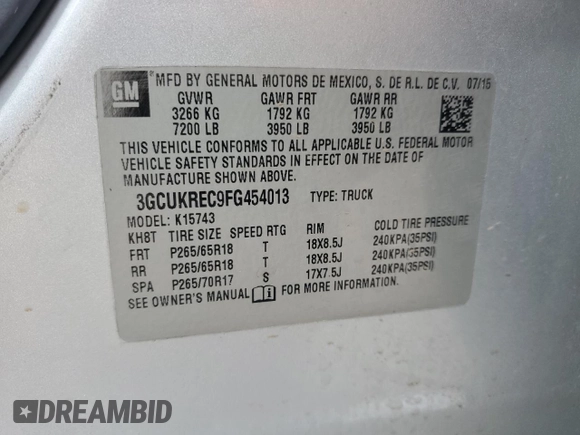 GM
MFD BY GENERAL MOTORS DE MEXICO, S. DE R.L. DE C.V. 07/15
GVWR GAWR FRT GAWR RR
3266 KG 1792 KG 1792 KG
7200 LB 3950 LB 3950 LB
THIS VEHICLE CONFORMS TO ALL APPLICABLE U.S. FEDERAL MOTOR
VEHICLE SAFETY STANDARDS IN EFFECT ON THE DATE OF
MANUFACTURE SHOWN ABOVE.
3GCUKREC9FG454013 TYPE: TRUCK
MODEL: K15743
KH8T TIRE SIZE SPEED RTG RIM COLD TIRE PRESSURE
FRT P265/65R18 T 18X8.5J 240KPA(35PSI)
RR P265/65R18 T 18X8.5J 240KPA(35PSI)
SPA P265/70R17 S 17X7.5J 240KPA(35PSI)
SEE OWNER'S MANUAL FOR MORE INFORMATION.
DREAMBID